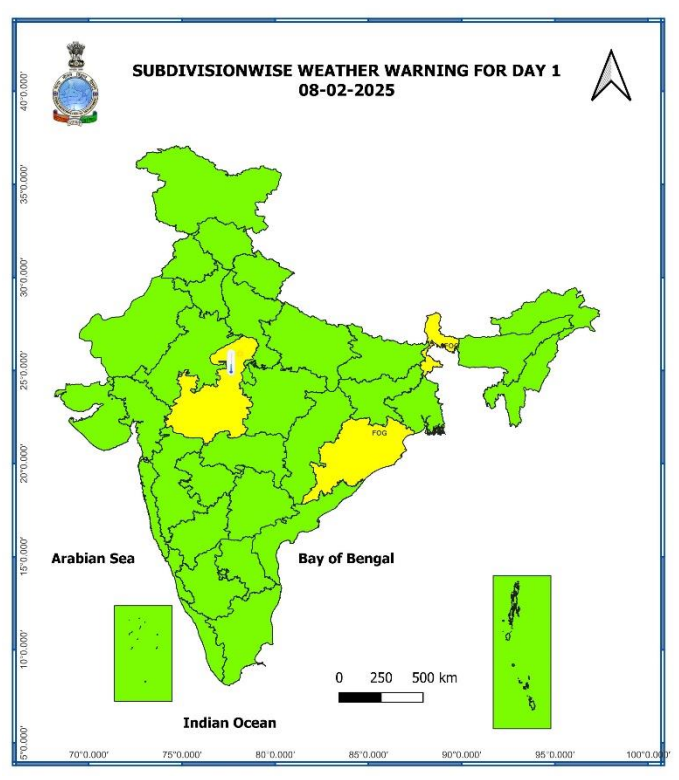 SUBDIVISIONWISE WEATHER WARNING FOR DAY 1
08-02-2025
40°0.000'
35°0.000'
30°0.000'
25°0.000'
20°0.000'
15°0.000'
10°0.000'
5°0.000'
FOG
FOG
Arabian Sea
Bay of Bengal
0 250 500 km
Indian Ocean
70°0.000' 75°0.000' 80°0.000' 85°0.000' 90°0.000' 95°0.000' 100°0.000'